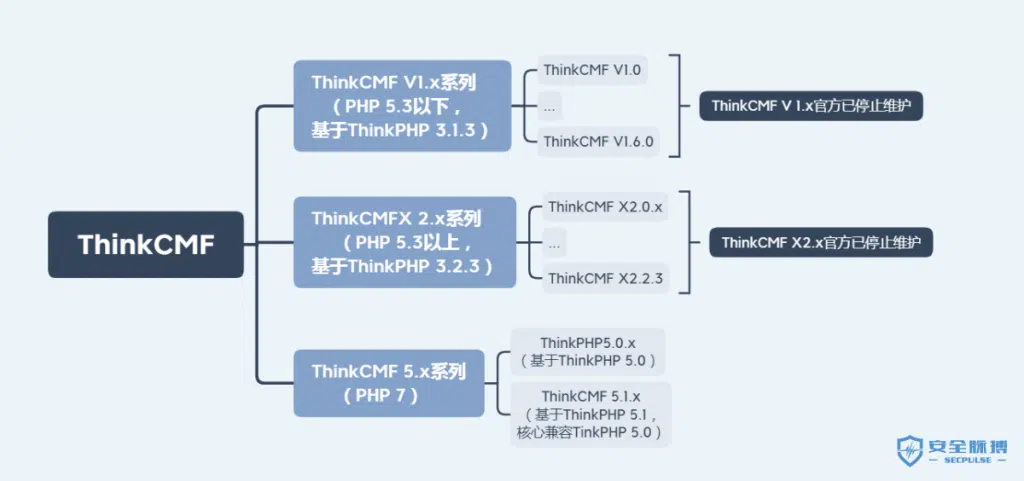 ThinkCMF
ThinkCMF V1.x系列
（PHP 5.3以下，
基于ThinkPHP 3.1.3）
ThinkCMF V1.0
...
ThinkCMF V1.6.0
ThinkCMF V 1.x官方已停止维护
ThinkCMFX 2.x系列
（PHP 5.3以上，
基于ThinkPHP 3.2.3）
ThinkCMF X2.0.x
...
ThinkCMF X2.2.3
ThinkCMF X2.x官方已停止维护
ThinkCMF 5.x系列
（PHP 7）
ThinkPHP5.0.x
（基于ThinkPHP 5.0）
ThinkCMF 5.1.x
（基于ThinkPHP 5.1，
核心兼容TinkPHP 5.0）
安全脉搏
SECPULSE